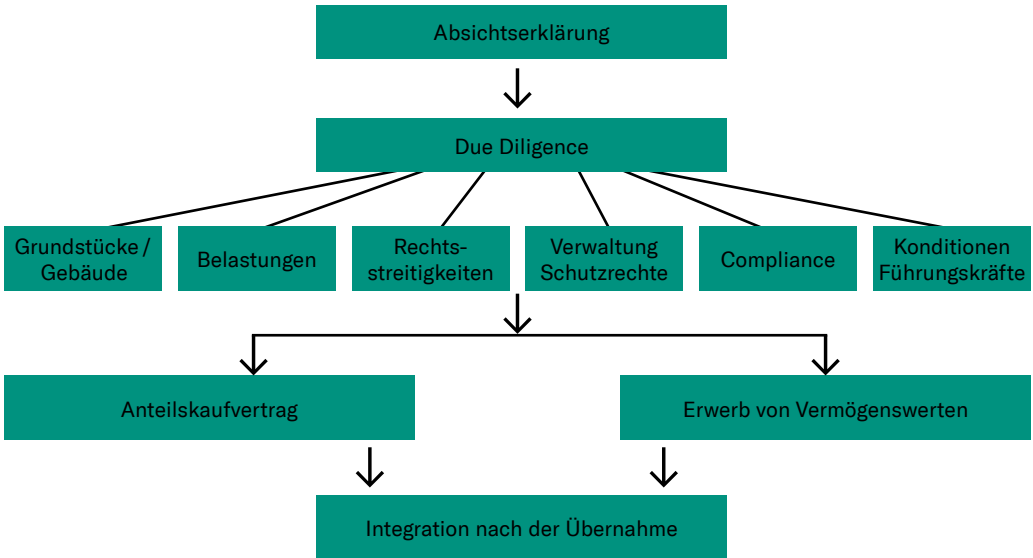 Absichtserklärung
Due Diligence
Grundstücke /
Gebäude
Belastungen
Rechts-
streitigkeiten
Verwaltung
Schutzrechte
Compliance
Konditionen
Führungskräfte
Anteilskaufvertrag
Erwerb von Vermögenswerten
Integration nach der Übernahme